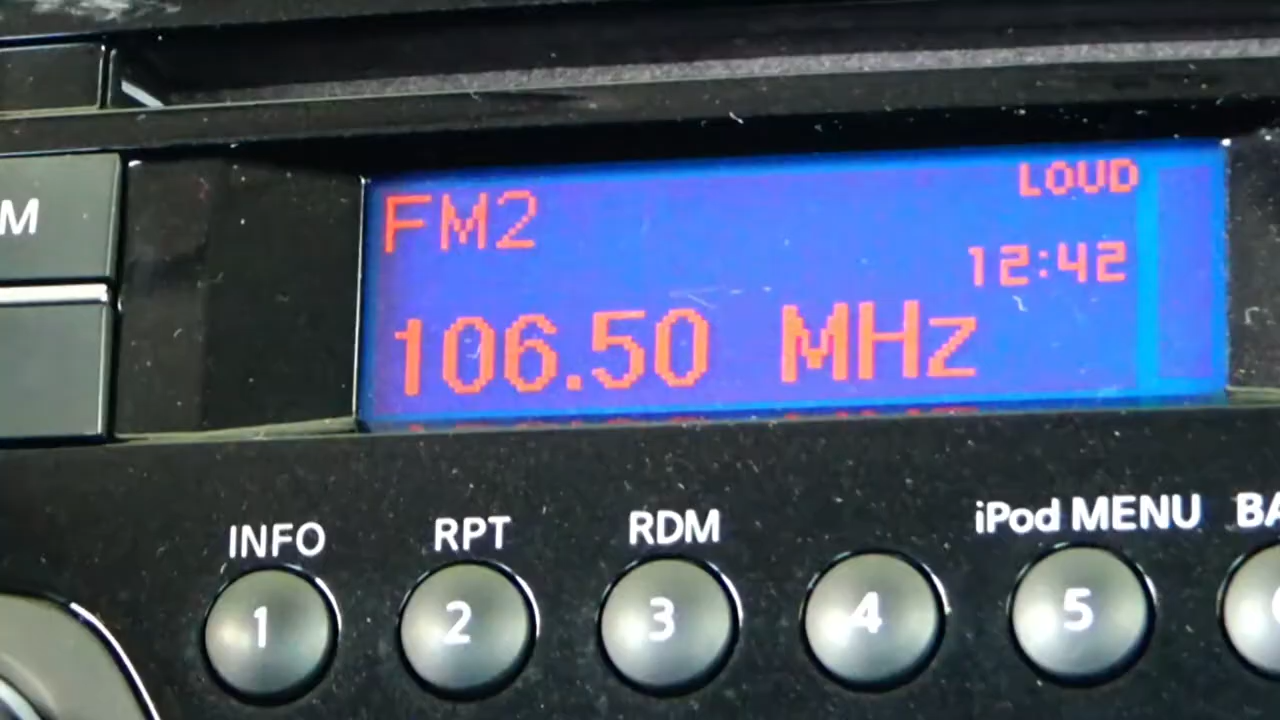 M
LOUD
FM2
12:42
106.50 MHz
INFO
RPT
RDM
iPod MENU
1
2
3
4
5